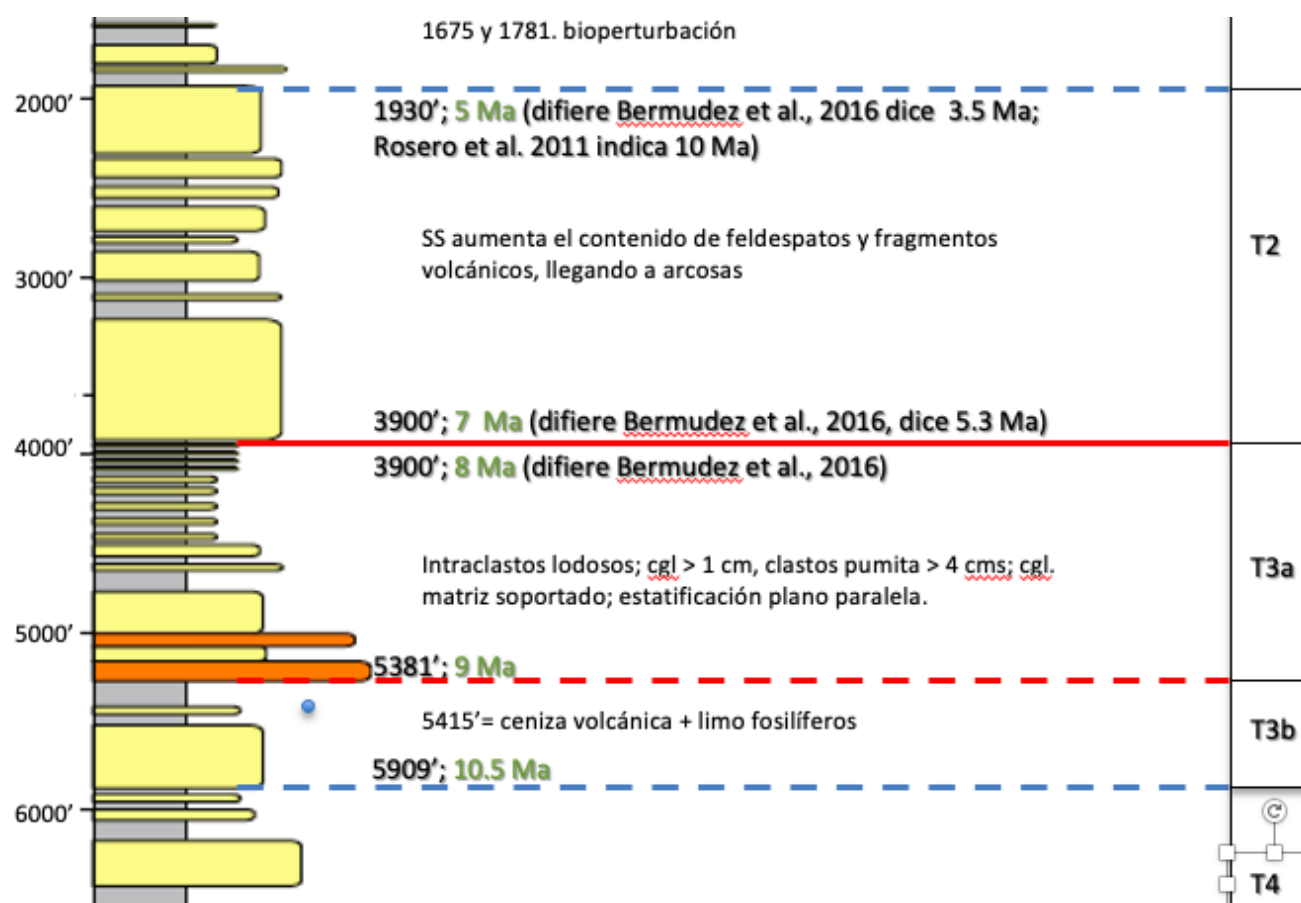 1675 y 1781. bioperturbación
2000’
1930’; 5 Ma (difiere Bermudez et al., 2016 dice 3.5 Ma;
Rosero et al. 2011 indica 10 Ma)
SS aumenta el contenido de feldespatos y fragmentos
volcánicos, llegando a arcosas
T2
3000’
3900’; 7 Ma (difiere Bermudez et al., 2016, dice 5.3 Ma)
4000’
3900’; 8 Ma (difiere Bermudez et al., 2016)
Intraclastos lodosos; cgl > 1 cm, clastos pumita > 4 cms; cgl.
matriz soportado; estatificación plano paralela.
T3a
5000’
5381’; 9 Ma
5415’= ceniza volcánica + limo fosilíferos
T3b
5909’; 10.5 Ma
6000’
T4